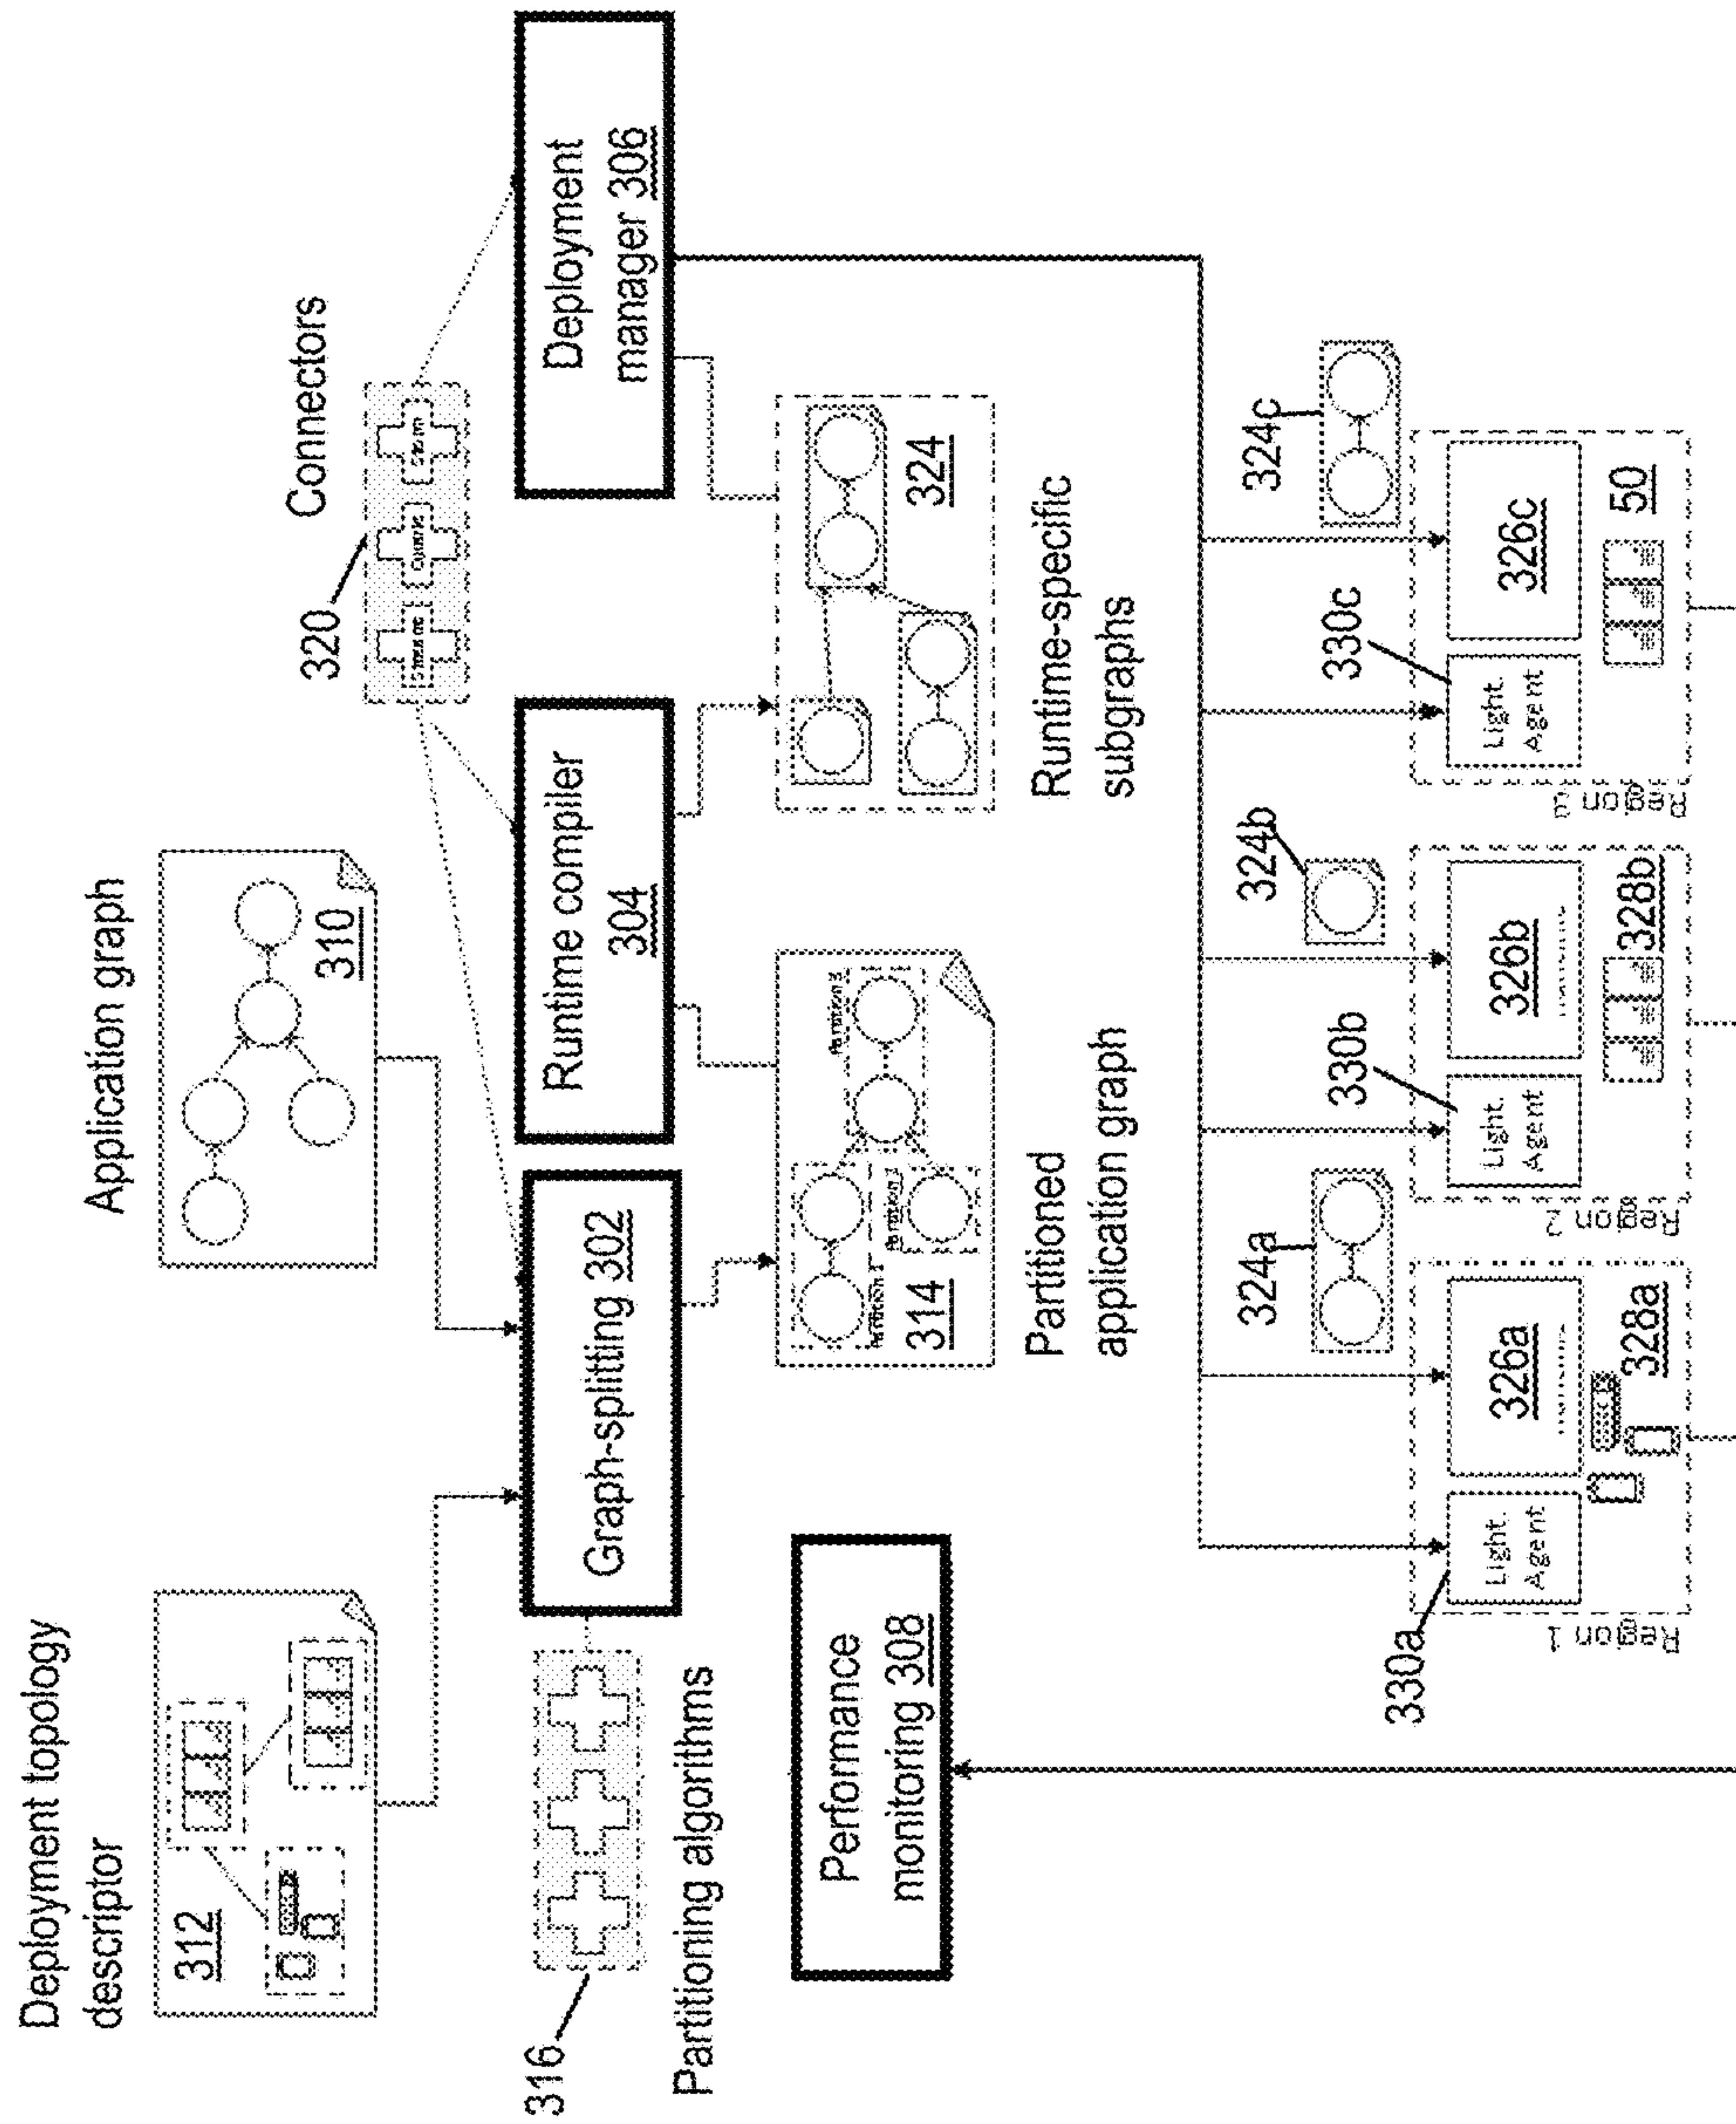 Deployment topology
descriptor
312
Application graph
310
320
Connectors
316
Partitioning algorithms
Graph-splitting 302
Runtime compiler
304
Deployment
manager 306
Performance
monitoring 308
314
Partitioned
application graph
324
Runtime-specific
subgraphs
330a
324a
330b
324b
330c
324c
Region 1
Light.
Agent
326a
328a
Region 2
Light.
Agent
326b
328b
Region 3
Light.
Agent
326c
50